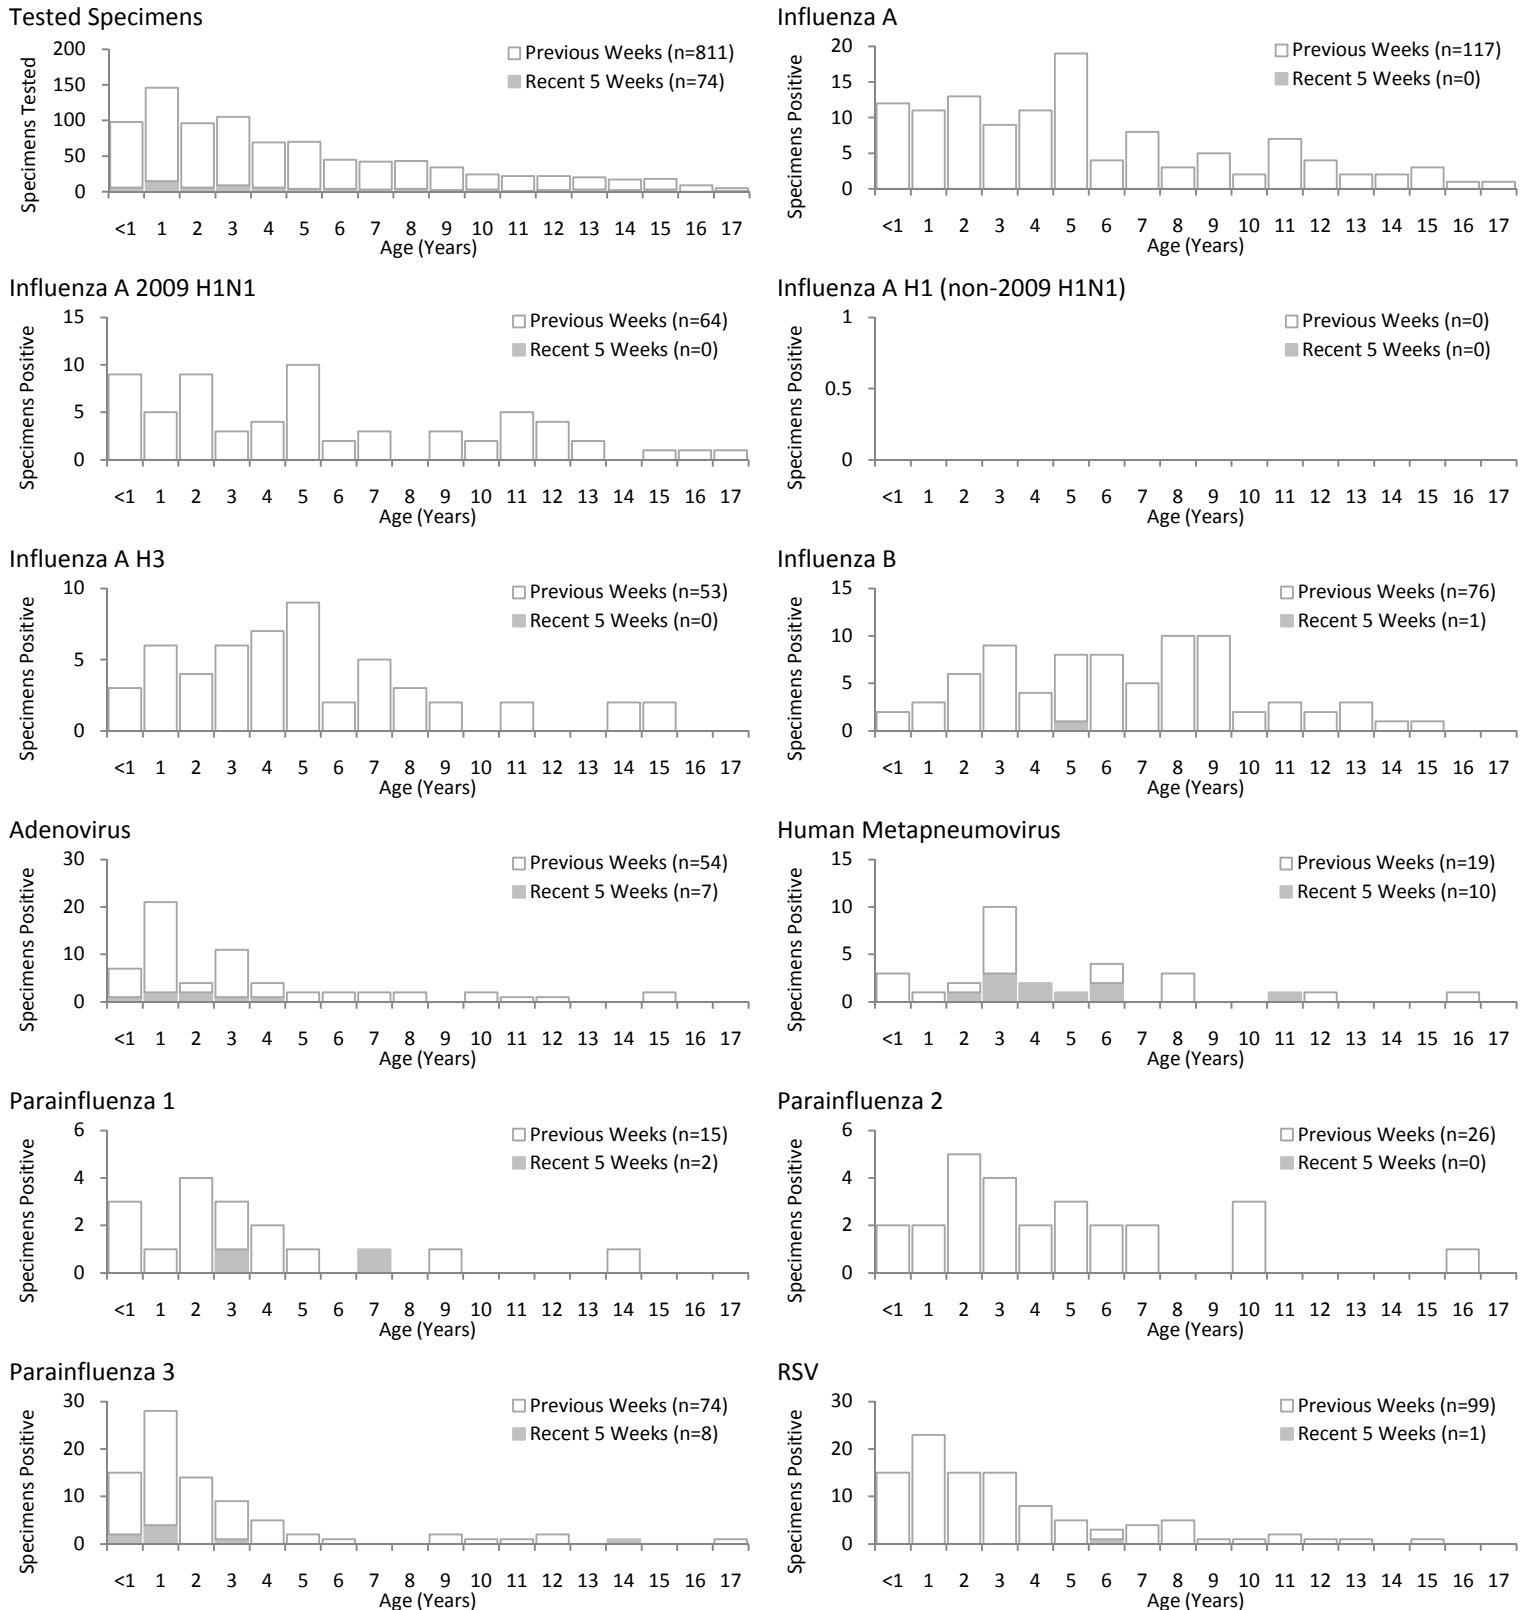 Tested Specimens
Specimens Tested
200
150
100
50
0
Previous Weeks (n=811)
Recent 5 Weeks (n=74)
<1 1 2 3 4 5 6 7 8 9 10 11 12 13 14 15 16 17
Age (Years)
Influenza A
Specimens Positive
20
15
10
5
0
Previous Weeks (n=117)
Recent 5 Weeks (n=0)
<1 1 2 3 4 5 6 7 8 9 10 11 12 13 14 15 16 17
Age (Years)
Influenza A 2009 H1N1
Specimens Positive
15
10
5
0
Previous Weeks (n=64)
Recent 5 Weeks (n=0)
<1 1 2 3 4 5 6 7 8 9 10 11 12 13 14 15 16 17
Age (Years)
Influenza A H1 (non-2009 H1N1)
Specimens Positive
1
0.5
0
Previous Weeks (n=0)
Recent 5 Weeks (n=0)
<1 1 2 3 4 5 6 7 8 9 10 11 12 13 14 15 16 17
Age (Years)
Influenza A H3
Specimens Positive
10
5
0
Previous Weeks (n=53)
Recent 5 Weeks (n=0)
<1 1 2 3 4 5 6 7 8 9 10 11 12 13 14 15 16 17
Age (Years)
Influenza B
Specimens Positive
15
10
5
0
Previous Weeks (n=76)
Recent 5 Weeks (n=1)
<1 1 2 3 4 5 6 7 8 9 10 11 12 13 14 15 16 17
Age (Years)
Adenovirus
Specimens Positive
30
20
10
0
Previous Weeks (n=54)
Recent 5 Weeks (n=7)
<1 1 2 3 4 5 6 7 8 9 10 11 12 13 14 15 16 17
Age (Years)
Human Metapneumovirus
Specimens Positive
15
10
5
0
Previous Weeks (n=19)
Recent 5 Weeks (n=10)
<1 1 2 3 4 5 6 7 8 9 10 11 12 13 14 15 16 17
Age (Years)
Parainfluenza 1
Specimens Positive
6
4
2
0
Previous Weeks (n=15)
Recent 5 Weeks (n=2)
<1 1 2 3 4 5 6 7 8 9 10 11 12 13 14 15 16 17
Age (Years)
Parainfluenza 2
Specimens Positive
6
4
2
0
Previous Weeks (n=26)
Recent 5 Weeks (n=0)
<1 1 2 3 4 5 6 7 8 9 10 11 12 13 14 15 16 17
Age (Years)
Parainfluenza 3
Specimens Positive
30
20
10
0
Previous Weeks (n=74)
Recent 5 Weeks (n=8)
<1 1 2 3 4 5 6 7 8 9 10 11 12 13 14 15 16 17
Age (Years)
RSV
Specimens Positive
30
20
10
0
Previous Weeks (n=99)
Recent 5 Weeks (n=1)
<1 1 2 3 4 5 6 7 8 9 10 11 12 13 14 15 16 17
Age (Years)